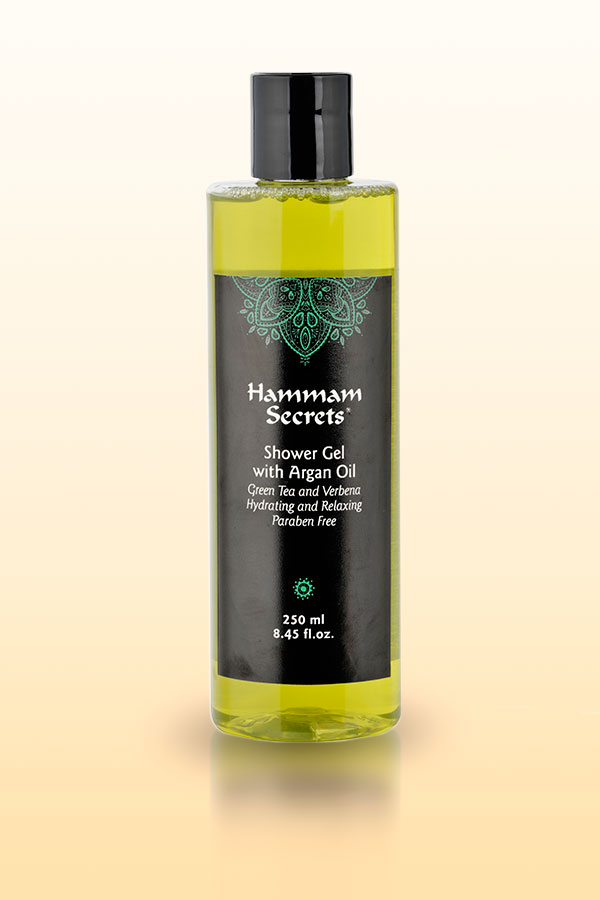 Hammam
Secrets®
Shower Gel
with Argan Oil
Green Tea and Verbena
Hydrating and Relaxing
Paraben Free
250 ml
8.45 fl.oz.